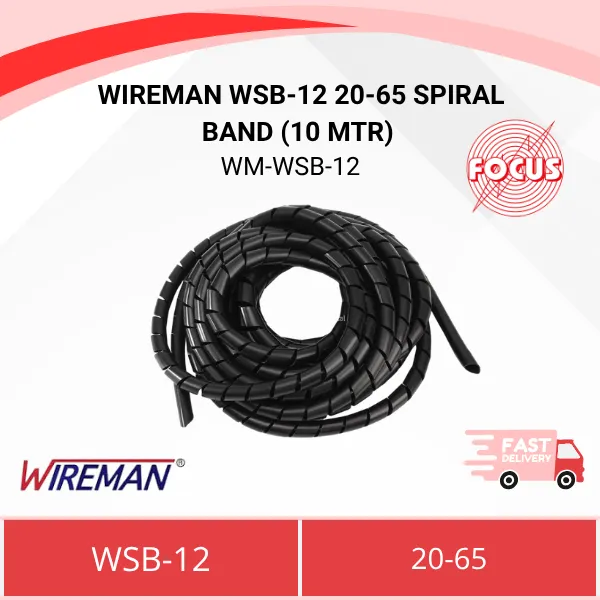 WIREMAN WSB-12 20-65 SPIRAL
BAND (10 MTR)
WM-WSB-12
FOCUS
FAST
DELIVERY
WIREMAN®
WSB-12
20-65